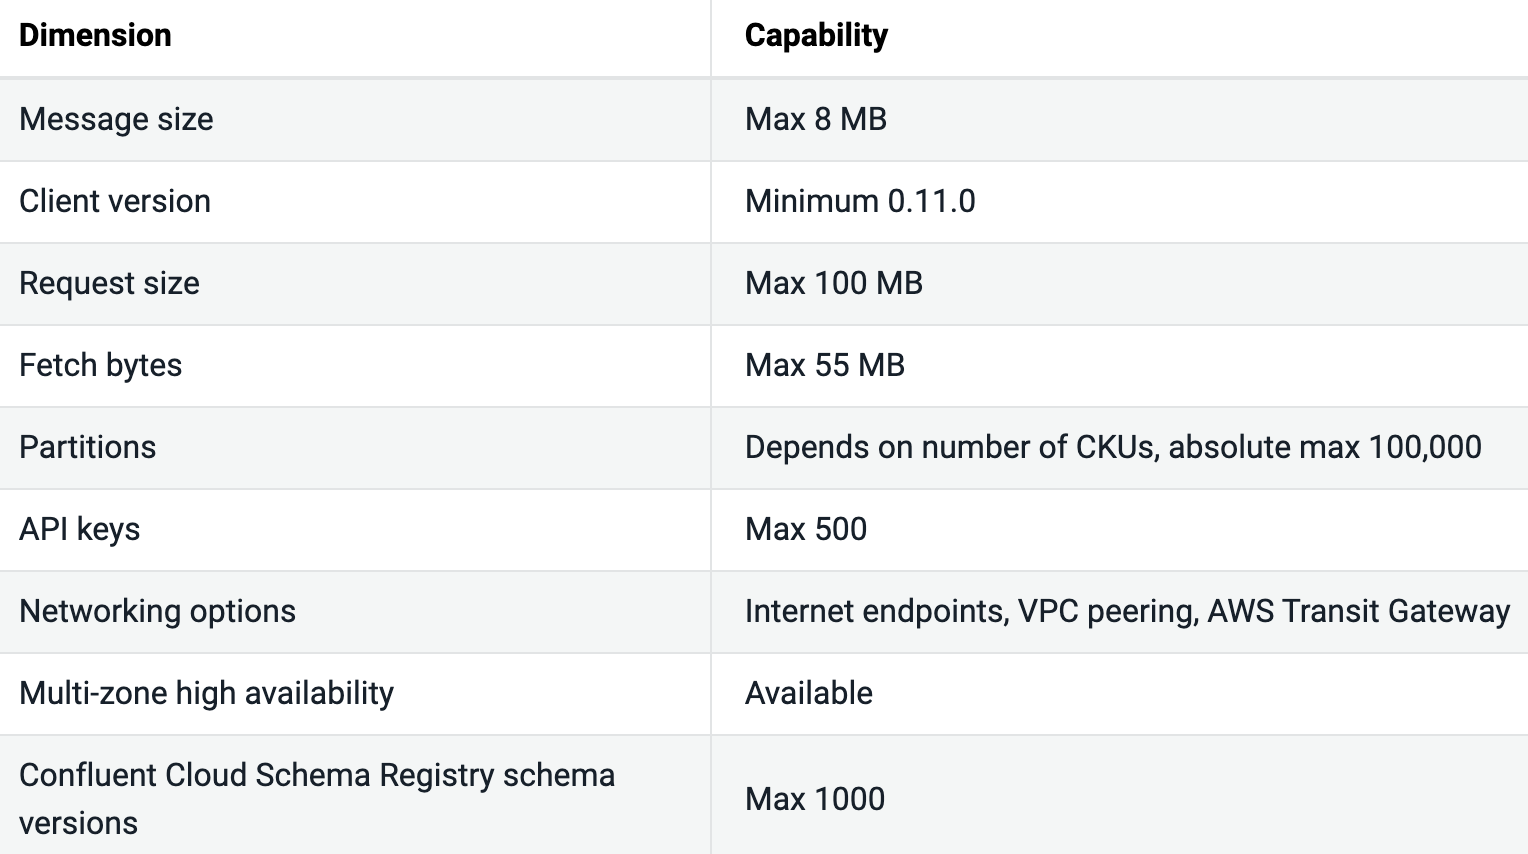 Dimension Capability
Message size Max 8 MB
Client version Minimum 0.11.0
Request size Max 100 MB
Fetch bytes Max 55 MB
Partitions Depends on number of CKUs, absolute max 100,000
API keys Max 500
Networking options Internet endpoints, VPC peering, AWS Transit Gateway
Multi-zone high availability Available
Confluent Cloud Schema Registry schema
versions
Max 1000